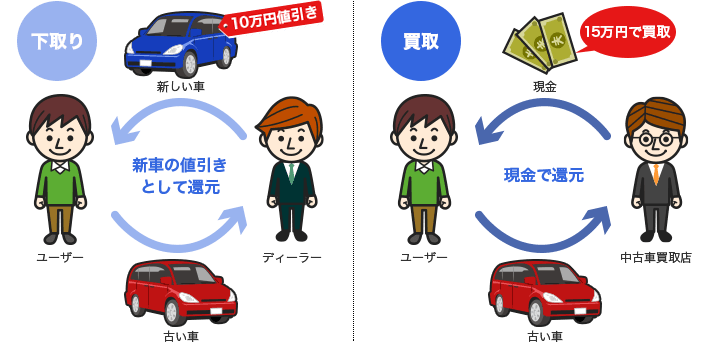 下取り
10万円値引き
新しい車
新車の値引き
として還元
ユーザー
ディーラー
古い車
買取
15万円で買取
現金
現金で還元
ユーザー
中古車買取店
古い車